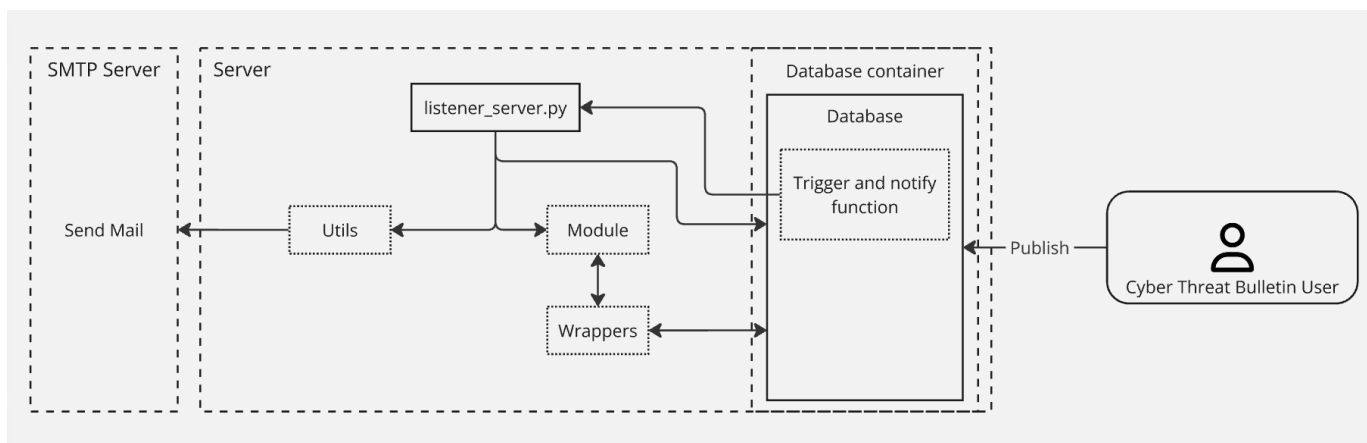 SMTP Server
Server
Database container
listener_server.py
Database
Trigger and notify
function
Send Mail
Utils
Module
Publish
Cyber Threat Bulletin User
Wrappers